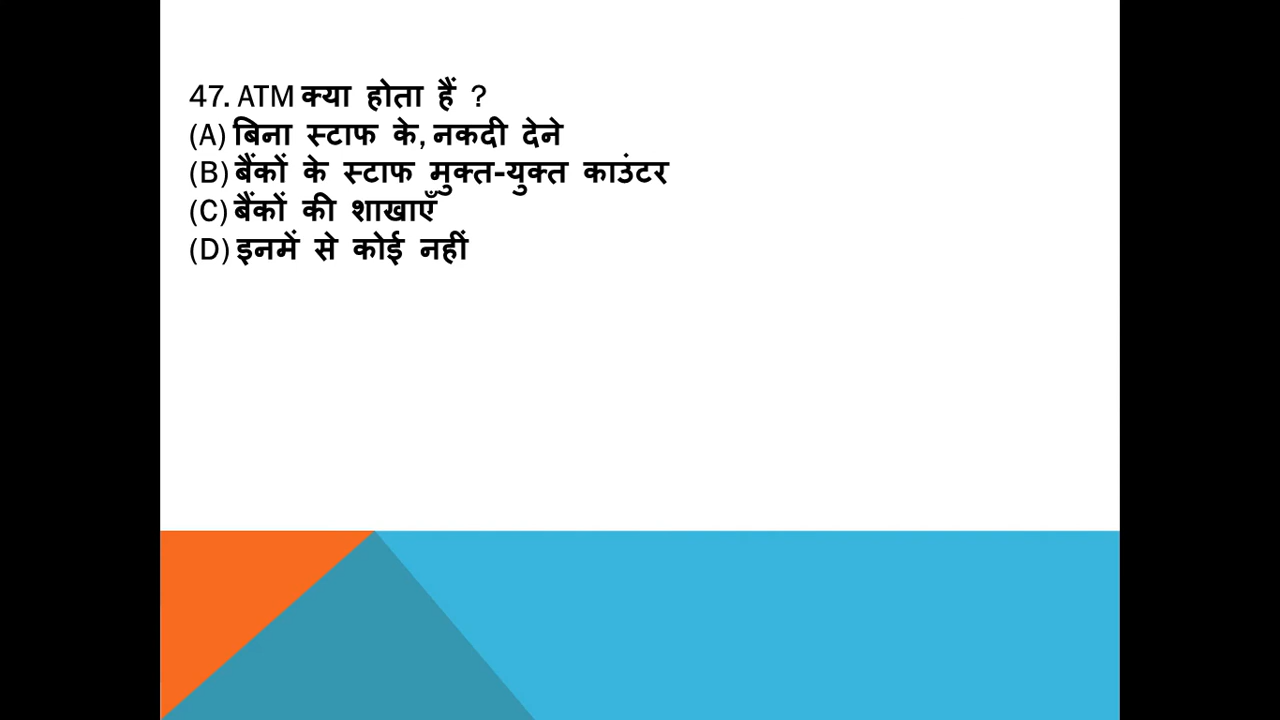 47. ATM क्या होता हैं ?
(A) बिना स्टाफ के, नकदी देने
(B) बैंकों के स्टाफ मुक्त-युक्त काउंटर
(C) बैंकों की शाखाएँ
(D) इनमें से कोई नहीं